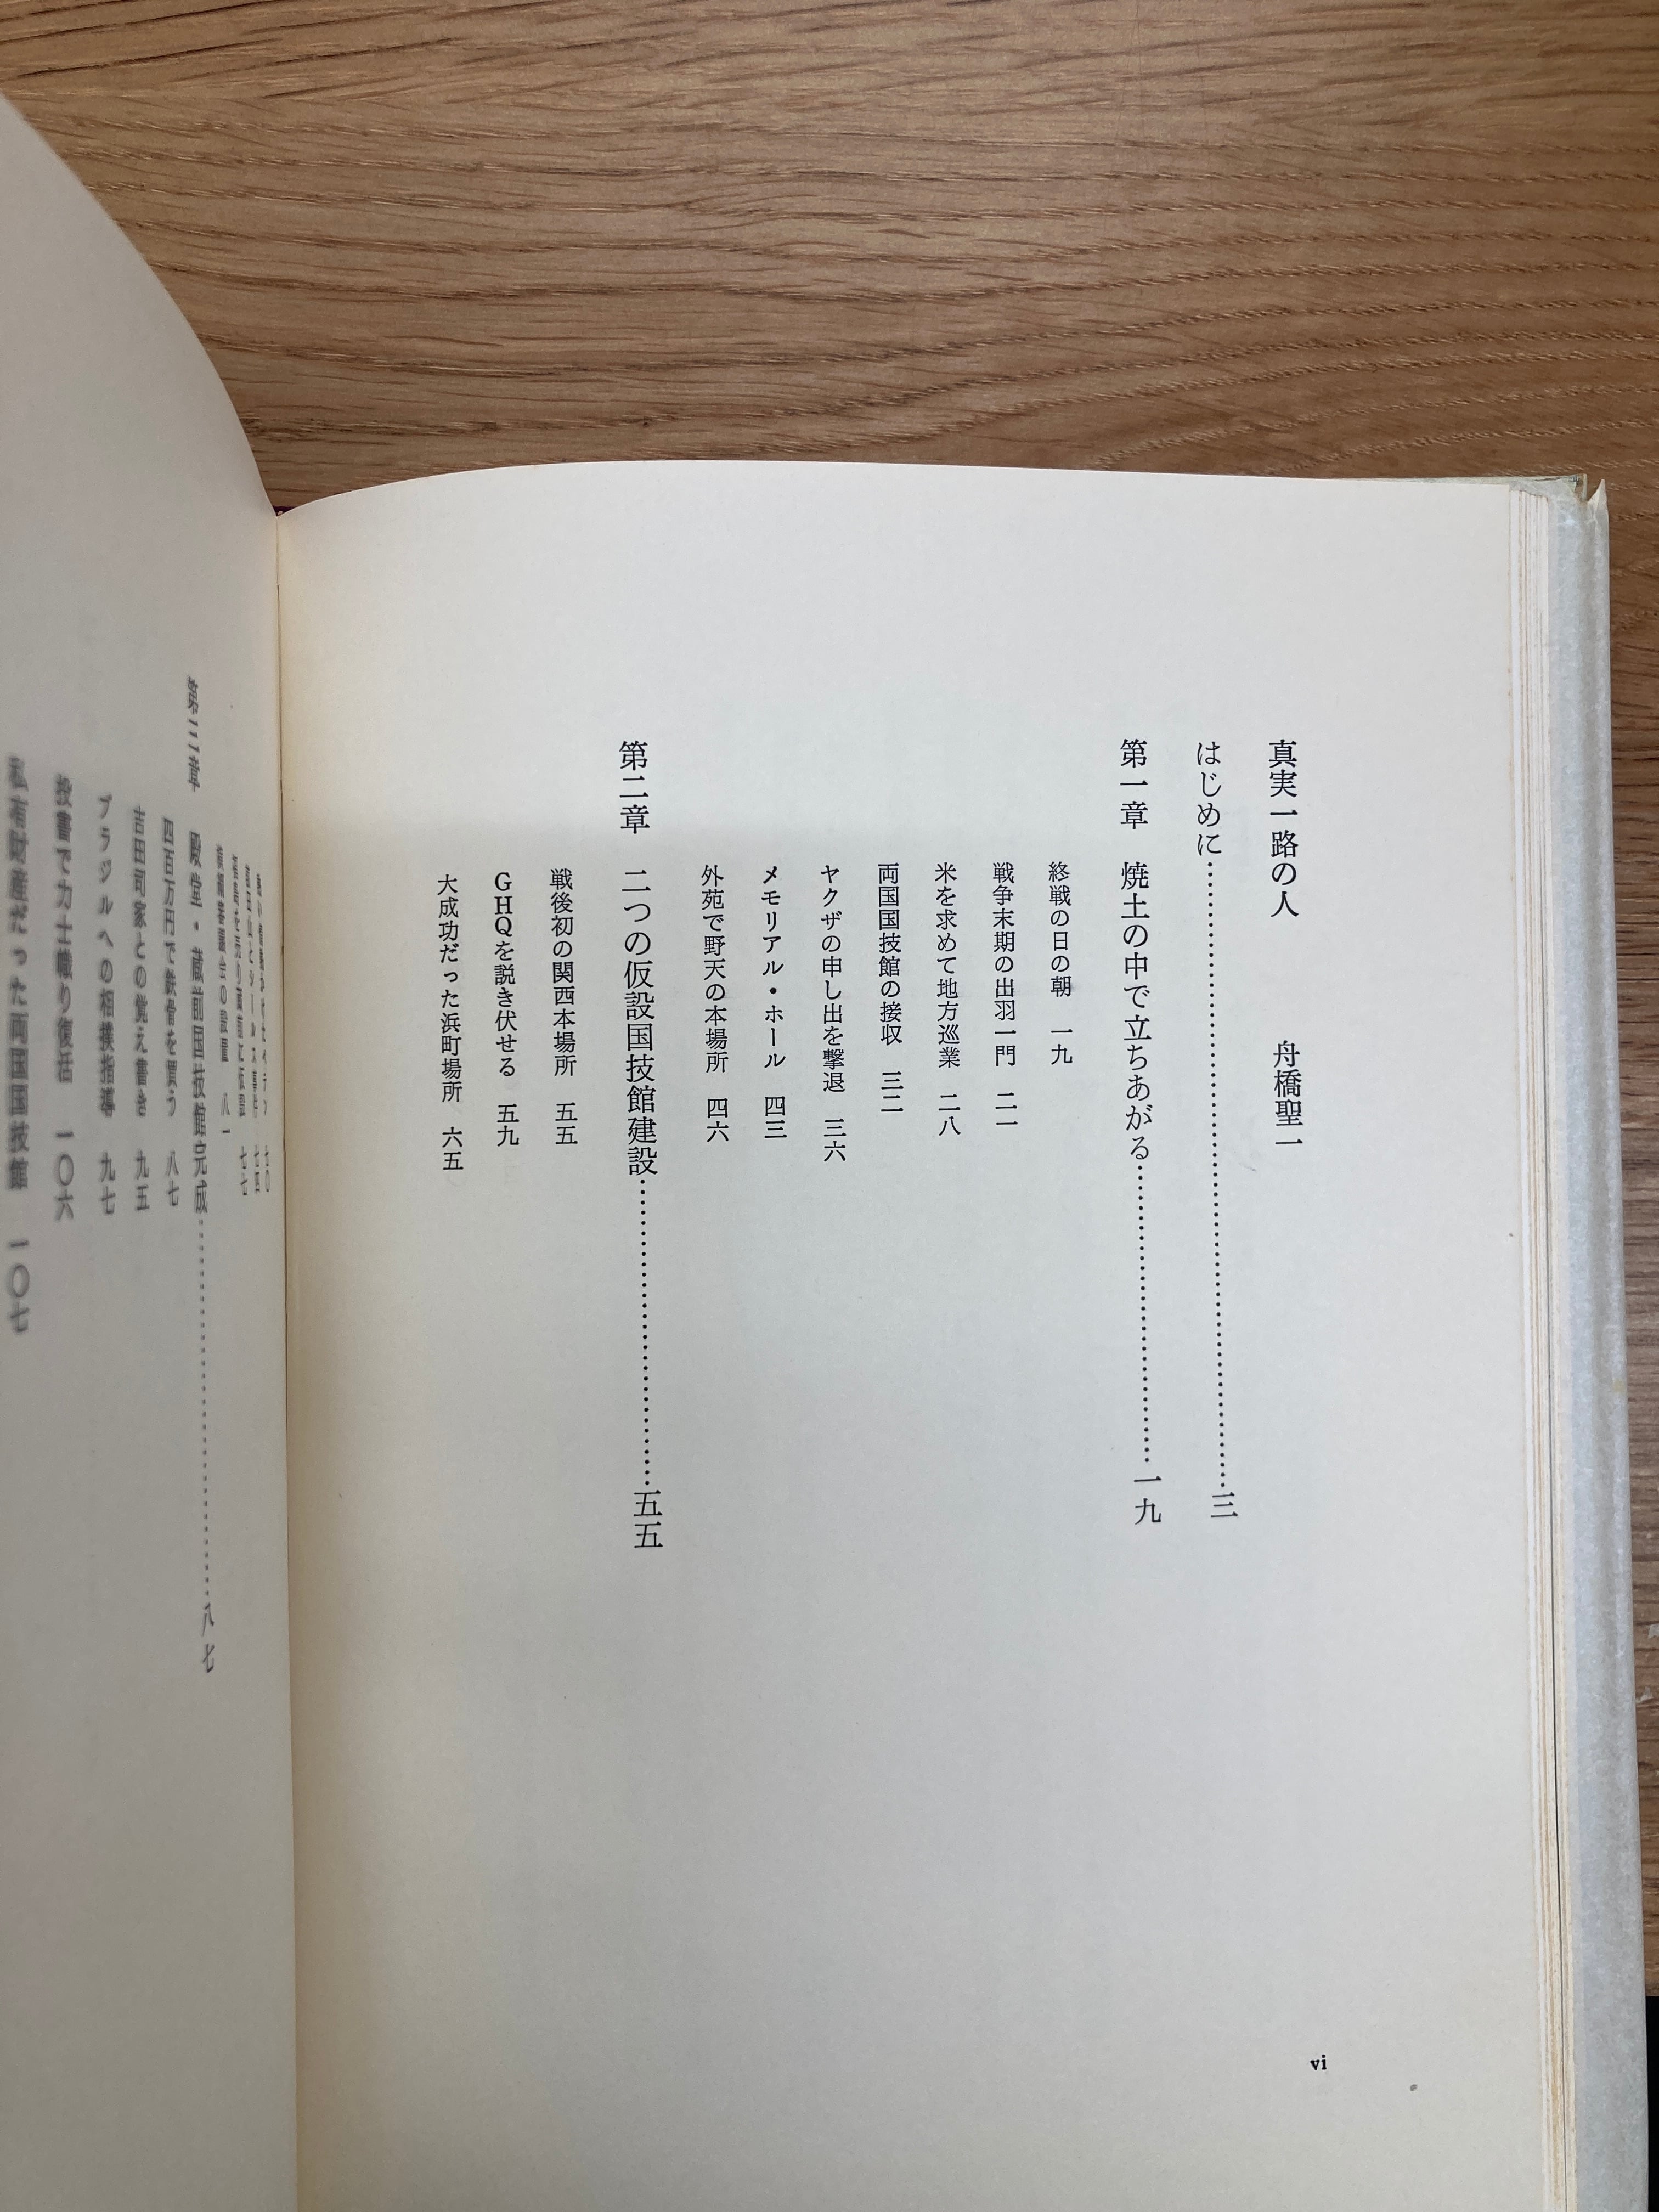 真実一路の人　舟橋聖一
はじめに……………………三
第一章　焼土の中で立ちあがる……………………一九
終戦の日の朝　一九
戦争末期の出羽一門　二一
米を求めて地方巡業　二八
両国国技館の接収　三二
ヤクザの申し出を撃退　三六
メモリアル・ホール　四三
外苑で野天の本場所　四六
第二章　二つの仮設国技館建設……………………五五
戦後初の関西本場所　五五
GHQを説き伏せる　五九
大成功だった浜町場所　六五
vi
七〇
七四
七七
八一
第三章　殿堂・蔵前国技館完成……………………八七
四百万円で鉄骨を買う　八七
吉田司家との覚え書き　九五
ブラジルへの相撲指導　九七
投書で力士幟り復活　一〇六
私有財産だった両国国技館　一〇七